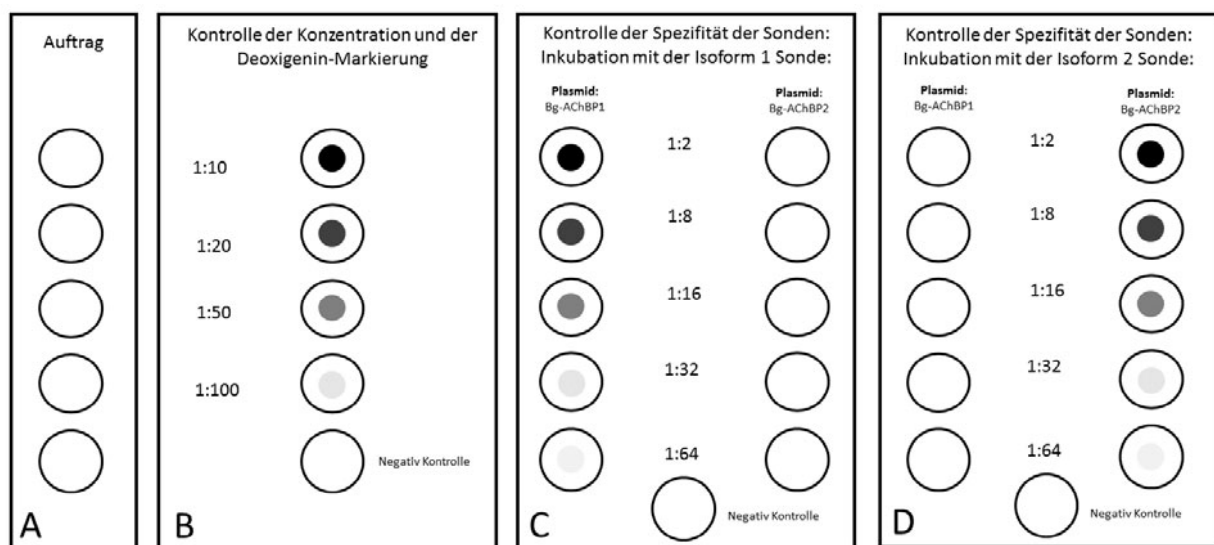 Auftrag
A
Kontrolle der Konzentration und der
Deoxigenin-Markierung
1:10
1:20
1:50
1:100
Negativ Kontrolle
B
Kontrolle der Spezifität der Sonden:
Inkubation mit der Isoform 1 Sonde:
Plasmid:
Bg-AChBP1
Plasmid:
Bg-AChBP2
1:2
1:8
1:16
1:32
1:64
Negativ Kontrolle
C
Kontrolle der Spezifität der Sonden:
Inkubation mit der Isoform 2 Sonde:
Plasmid:
Bg-AChBP1
Plasmid:
Bg-AChBP2
1:2
1:8
1:16
1:32
1:64
Negativ Kontrolle
D